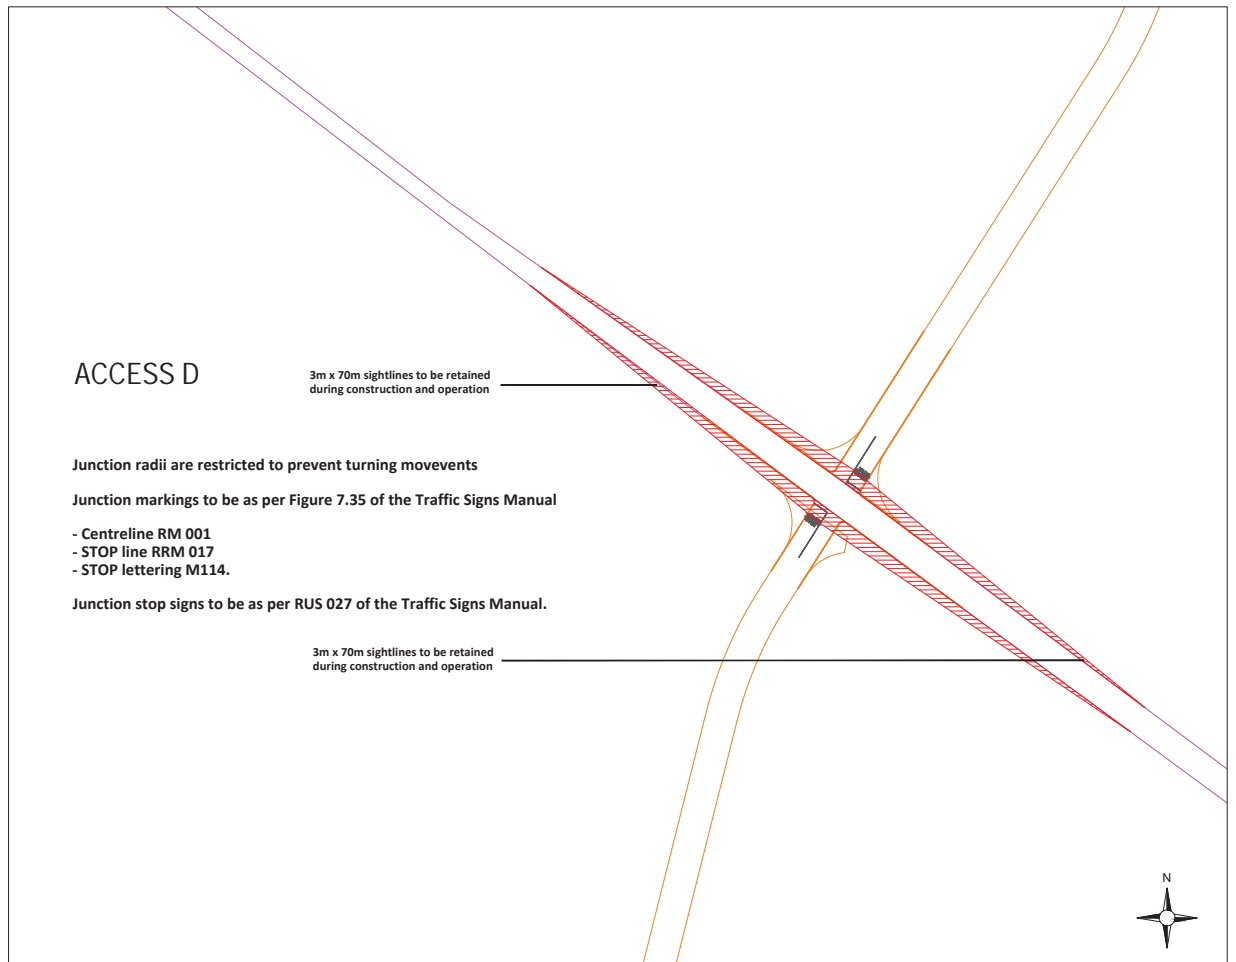 ACCESS D
3m x 70m sightlines to be retained
during construction and operation
Junction radii are restricted to prevent turning movevents
Junction markings to be as per Figure 7.35 of the Traffic Signs Manual
- Centreline RM 001
- STOP line RRM 017
- STOP lettering M114.
Junction stop signs to be as per RUS 027 of the Traffic Signs Manual.
3m x 70m sightlines to be retained
during construction and operation
N